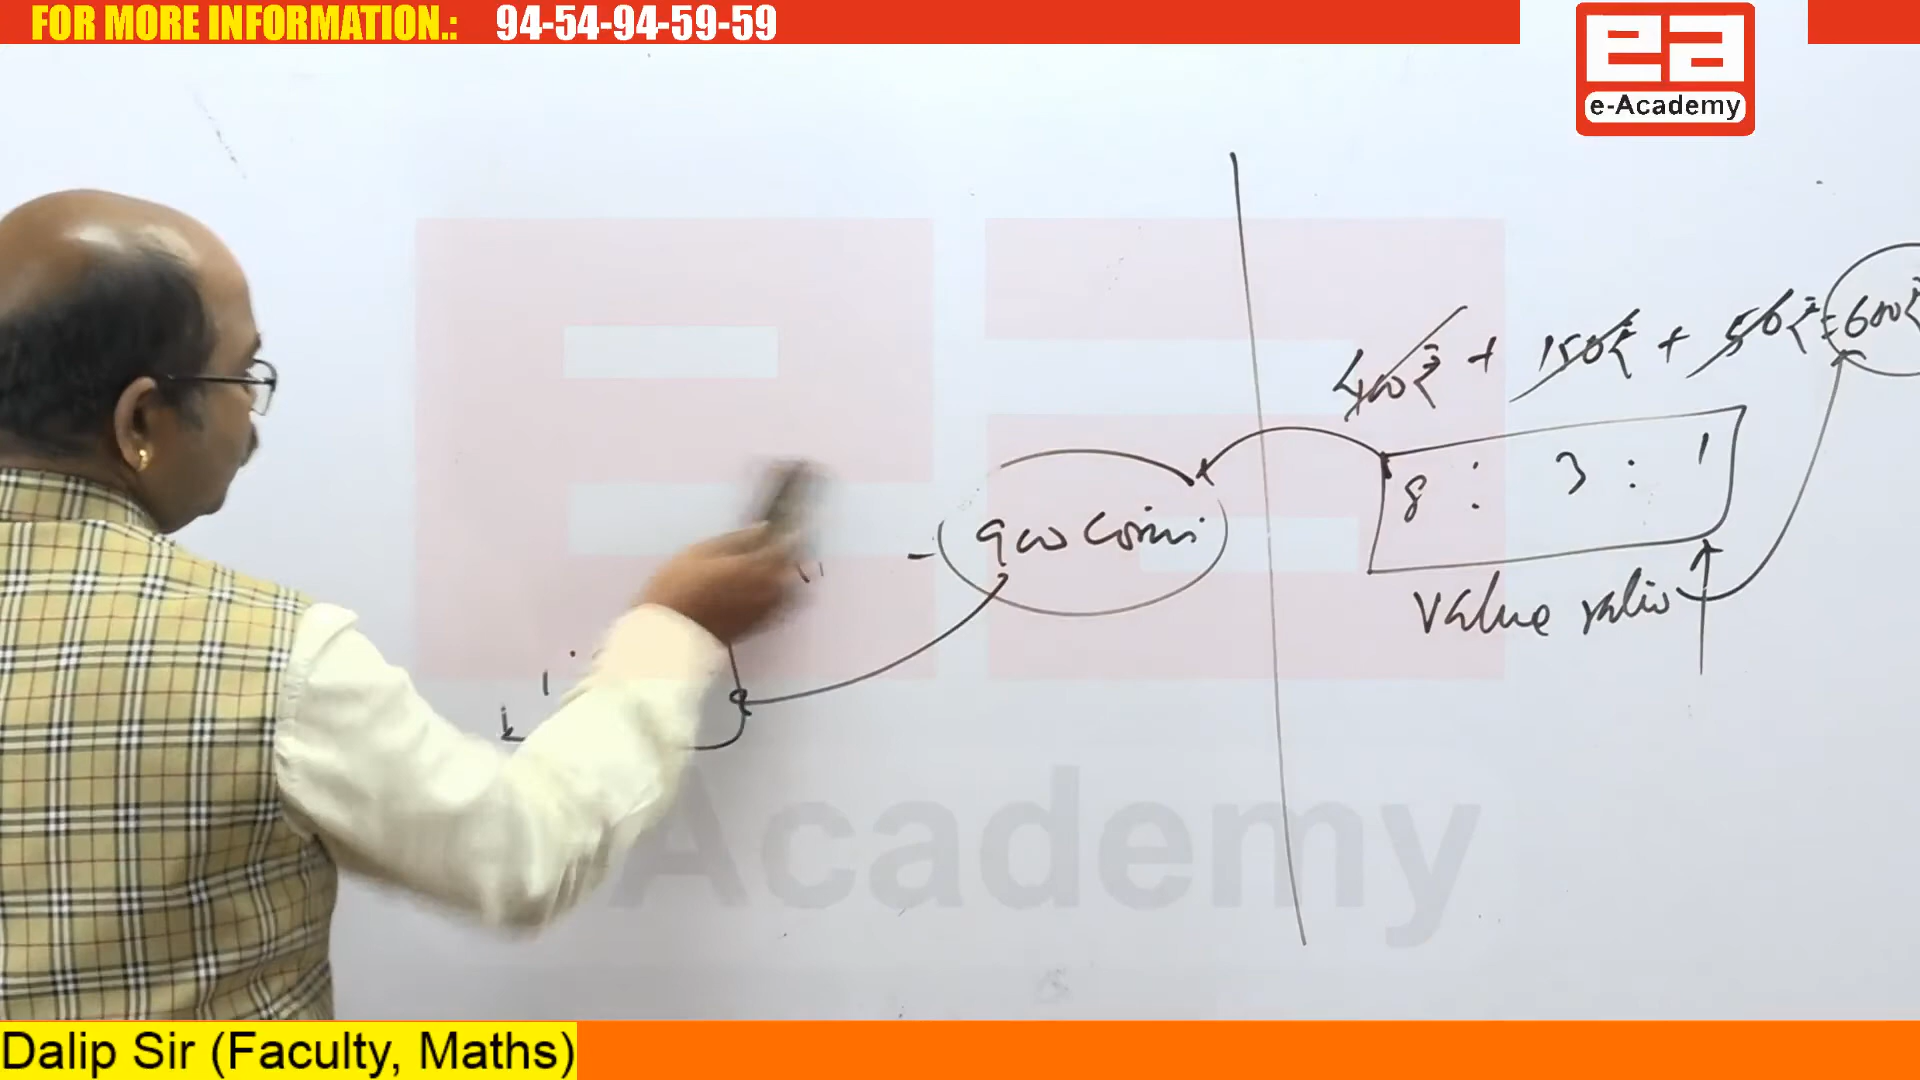 FOR MORE INFORMATION.: 94-54-94-59-59
ea
e-Academy
400₹ + 150₹ + 50₹ = 600₹
900 Coins
8 : 3 : 1
Value ratio
Academy
Dalip Sir (Faculty, Maths)